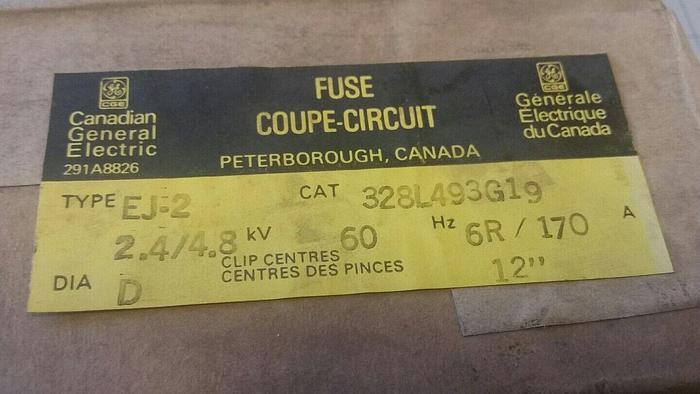 FUSE
COUPE-CIRCUIT
PETERBOROUGH, CANADA
CGE
Canadian
General
Electric
291A8826
CGE
Générale
Électrique
du Canada
TYPE EJ-2 CAT 328L493G19
2.4/4.8 kV 60 Hz 6R / 170 A
CLIP CENTRES
CENTRES DES PINCES 12"
DIA D